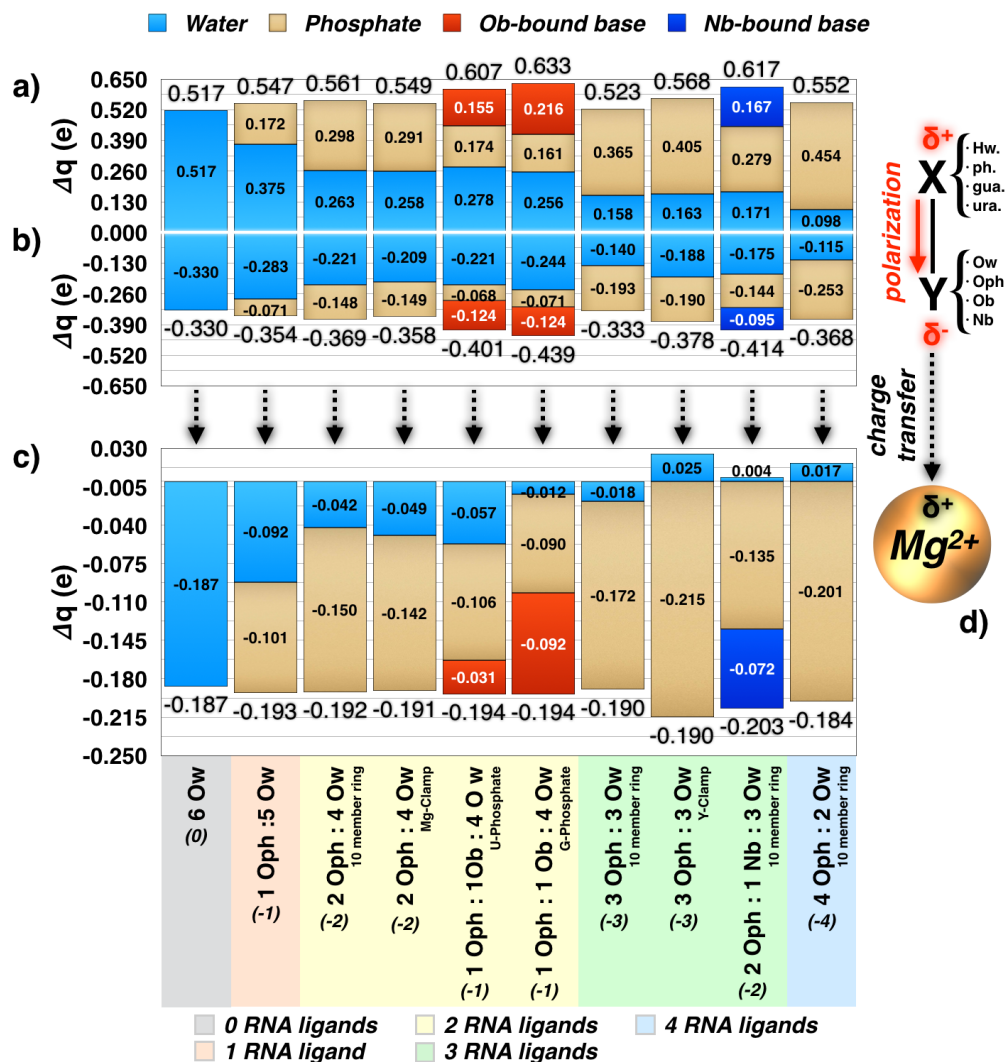 Water Phosphate Ob-bound base Nb-bound base
a)
0.650
0.520
0.390
0.260
0.130
0.000
Δq (e)
0.517 0.547 0.561 0.549 0.607 0.633 0.523 0.568 0.617 0.552
0.155 0.216 0.167
0.172 0.298 0.291 0.174 0.161 0.365 0.405 0.279 0.454
0.517 0.375 0.263 0.258 0.278 0.256 0.158 0.163 0.171 0.098
b)
-0.130
-0.260
-0.390
-0.520
-0.650
Δq (e)
-0.330 -0.283 -0.221 -0.209 -0.221 -0.244 -0.140 -0.188 -0.175 -0.115
-0.071 -0.148 -0.149 -0.068 -0.071 -0.193 -0.190 -0.144 -0.253
-0.124 -0.124 -0.095
-0.330 -0.354 -0.369 -0.358 -0.401 -0.439 -0.333 -0.378 -0.414 -0.368
c)
0.030
-0.005
-0.040
-0.075
-0.110
-0.145
-0.180
-0.215
-0.250
Δq (e)
-0.187 -0.092 -0.042 -0.049 -0.057 -0.012 -0.018 0.025 0.004 0.017
-0.101 -0.150 -0.142 -0.106 -0.090 -0.172 -0.215 -0.135 -0.201
-0.031 -0.092 -0.072
-0.187 -0.193 -0.192 -0.191 -0.194 -0.194 -0.190 -0.190 -0.203 -0.184
6 Ow
(0)
1 Oph :5 Ow
(-1)
2 Oph : 4 Ow
10 member ring
(-2)
2 Oph : 4 Ow
Mg-Clamp
(-2)
1 Oph : 1Ob : 4 O w
U-Phosphate
(-1)
1 Oph : 1 Ob : 4 Ow
G-Phosphate
(-1)
3 Oph : 3 Ow
10 member ring
(-3)
3 Oph : 3 Ow
Y-Clamp
(-3)
2 Oph : 1 Nb : 3 Ow
10 member ring
(-2)
4 Oph : 2 Ow
10 member ring
(-4)
0 RNA ligands 2 RNA ligands 4 RNA ligands
1 RNA ligand 3 RNA ligands
δ+
X
· Hw.
· ph.
· gua.
· ura.
polarization
Y
δ-
· Ow
· Oph
· Ob
· Nb
charge
transfer
δ+
Mg2+
d)